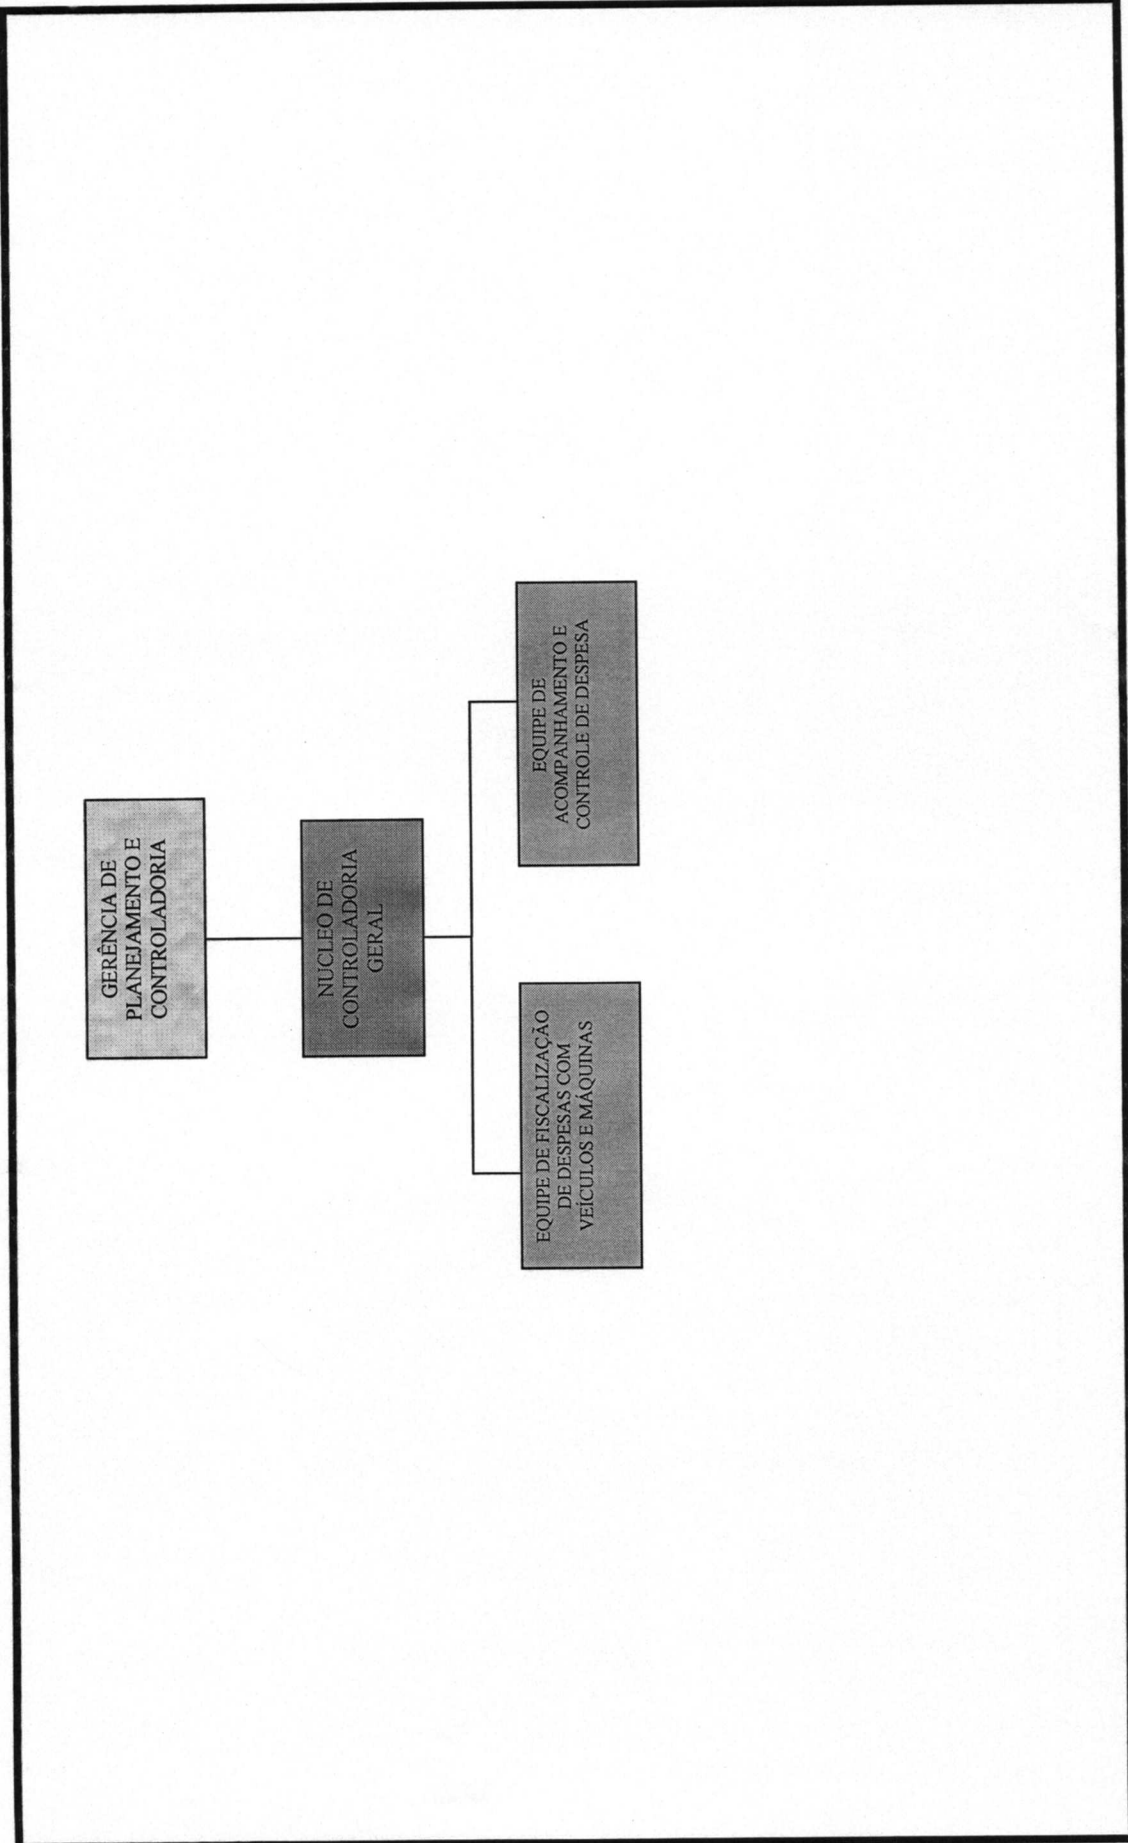 GERÊNCIA DE
PLANEJAMENTO E
CONTROLADORIA
NUCLEO DE
CONTROLADORIA
GERAL
EQUIPE DE FISCALIZAÇÃO
DE DESPESAS COM
VEÍCULOS E MÁQUINAS
EQUIPE DE
ACOMPANHAMENTO E
CONTROLE DE DESPESA